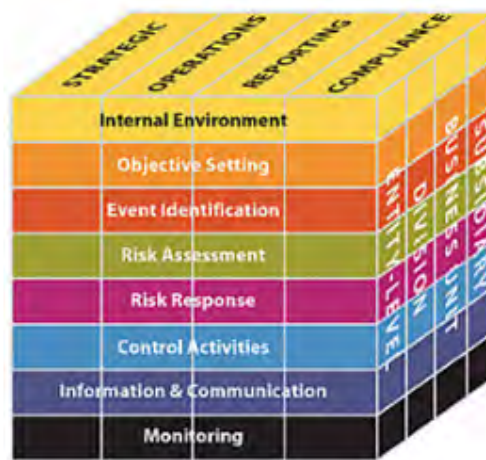 STRATEGIC
OPERATIONS
REPORTING
COMPLIANCE
Internal Environment
Objective Setting
Event Identification
Risk Assessment
Risk Response
Control Activities
Information & Communication
Monitoring
ENTITY-LEVEL
DIVISION
BUSINESS UNIT
SUBSIDIARY